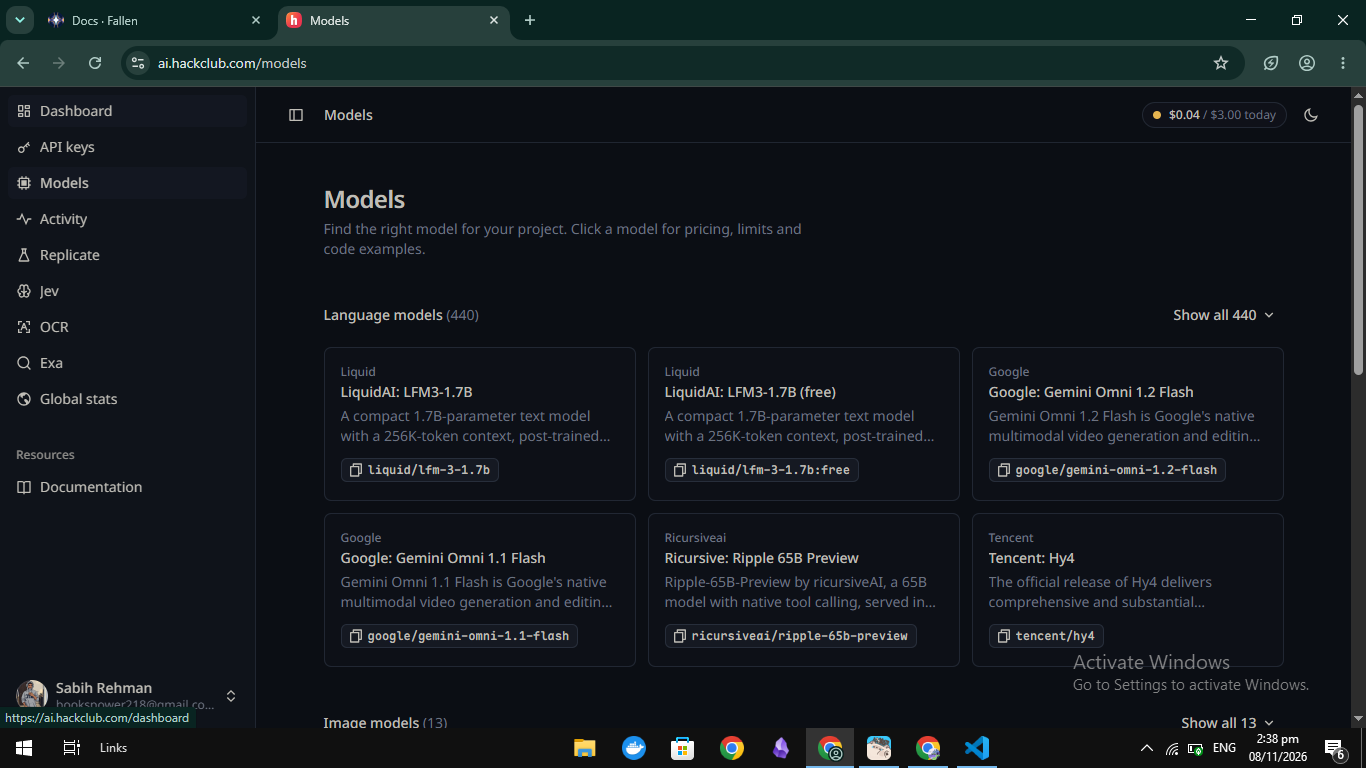 Docs · Fallen
Models
ai.hackclub.com/models
Dashboard
API keys
Models
Activity
Replicate
Jev
OCR
Exa
Global stats
Resources
Documentation
Sabih Rehman
bookspower218@gmail.co...
https://ai.hackclub.com/dashboard
Models
$0.04 / $3.00 today
Models
Find the right model for your project. Click a model for pricing, limits and
code examples.
Language models (440)
Show all 440
Liquid
LiquidAI: LFM3-1.7B
A compact 1.7B-parameter text model
with a 256K-token context, post-trained...
liquid/lfm-3-1.7b
Liquid
LiquidAI: LFM3-1.7B (free)
A compact 1.7B-parameter text model
with a 256K-token context, post-trained...
liquid/lfm-3-1.7b:free
Google
Google: Gemini Omni 1.2 Flash
Gemini Omni 1.2 Flash is Google's native
multimodal video generation and editin...
google/gemini-omni-1.2-flash
Google
Google: Gemini Omni 1.1 Flash
Gemini Omni 1.1 Flash is Google's native
multimodal video generation and editin...
google/gemini-omni-1.1-flash
Ricursiveai
Ricursive: Ripple 65B Preview
Ripple-65B-Preview by ricursiveAI, a 65B
model with native tool calling, served in...
ricursiveai/ripple-65b-preview
Tencent
Tencent: Hy4
The official release of Hy4 delivers
comprehensive and substantial...
tencent/hy4
Activate Windows
Go to Settings to activate Windows.
Image models (13)
Show all 13
Links
ENG
2:38 pm
08/11/2026
6